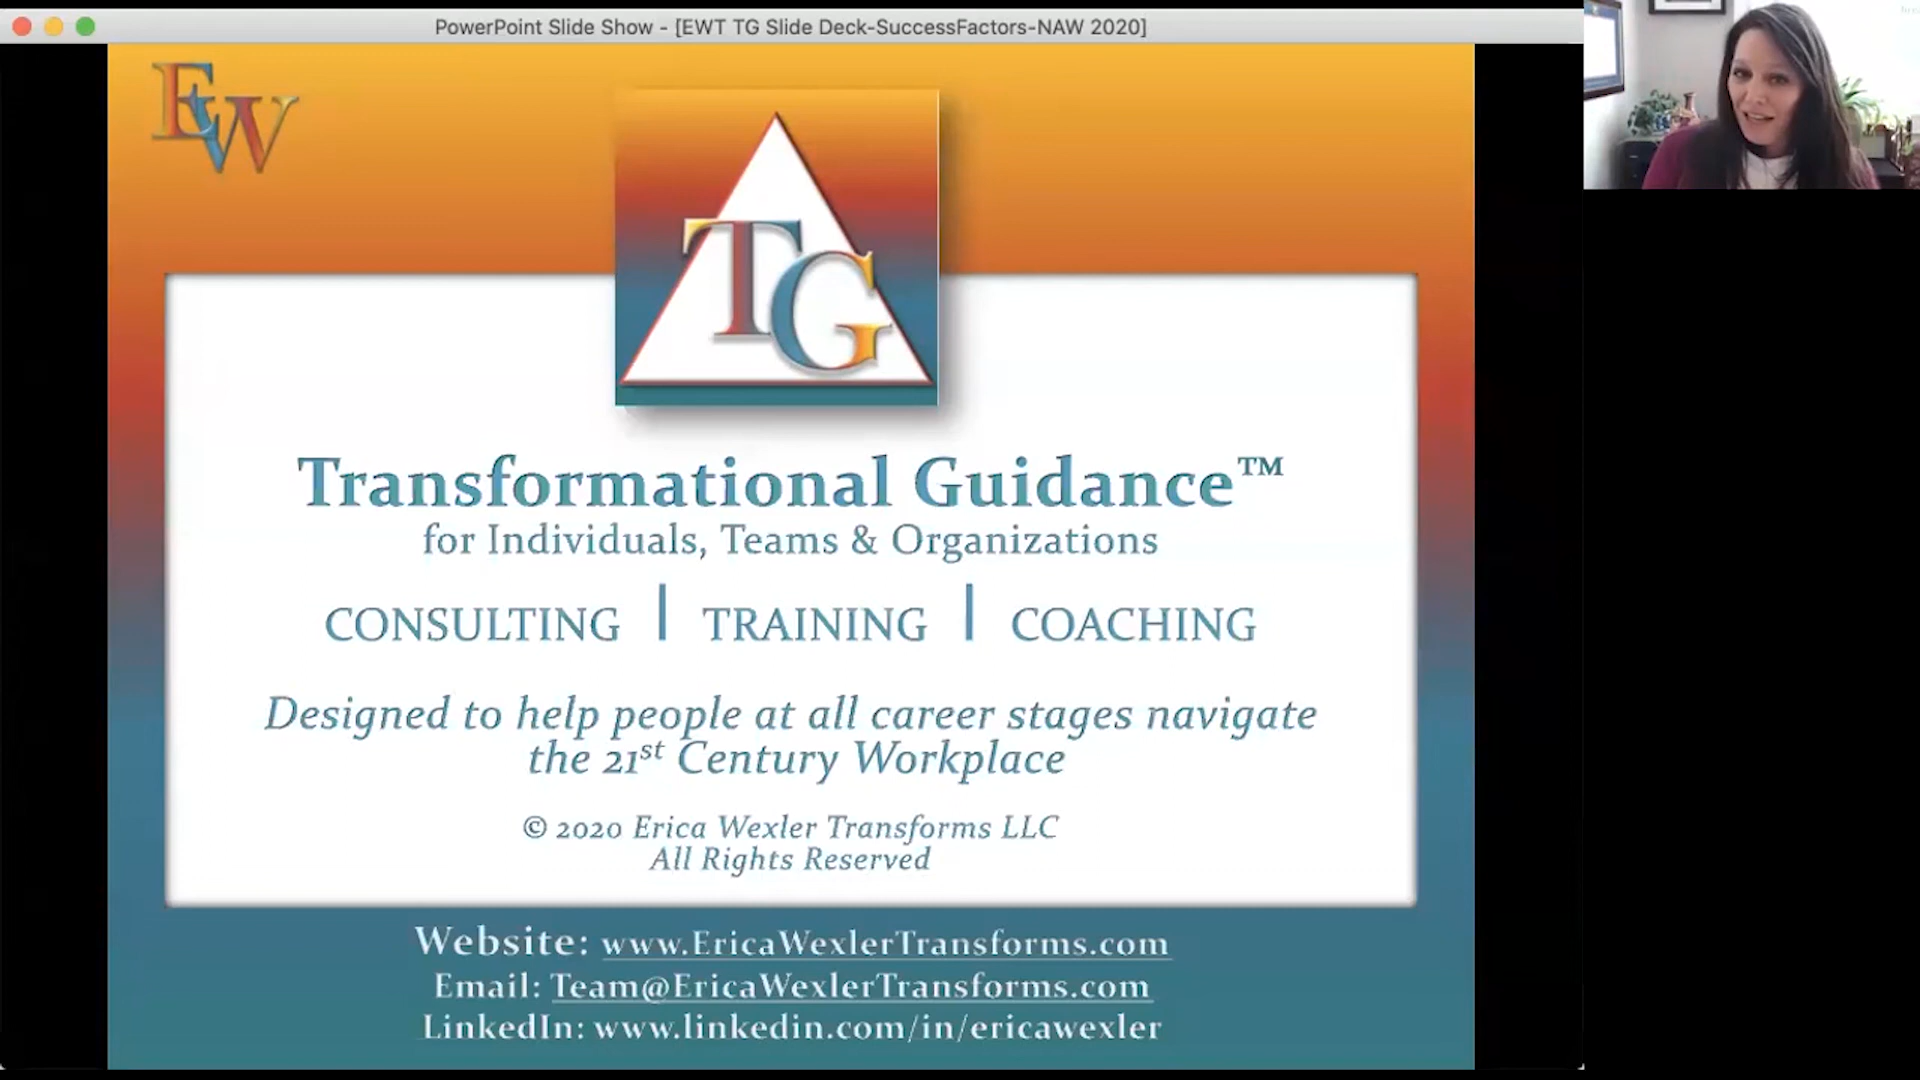 PowerPoint Slide Show - [EWT TG Slide Deck-SuccessFactors-NAW 2020]
EW
TG
Transformational Guidance™
for Individuals, Teams & Organizations
CONSULTING | TRAINING | COACHING
Designed to help people at all career stages navigate
the 21st Century Workplace
© 2020 Erica Wexler Transforms LLC
All Rights Reserved
Website: www.EricaWexlerTransforms.com
Email: Team@EricaWexlerTransforms.com
LinkedIn: www.linkedin.com/in/ericawexler